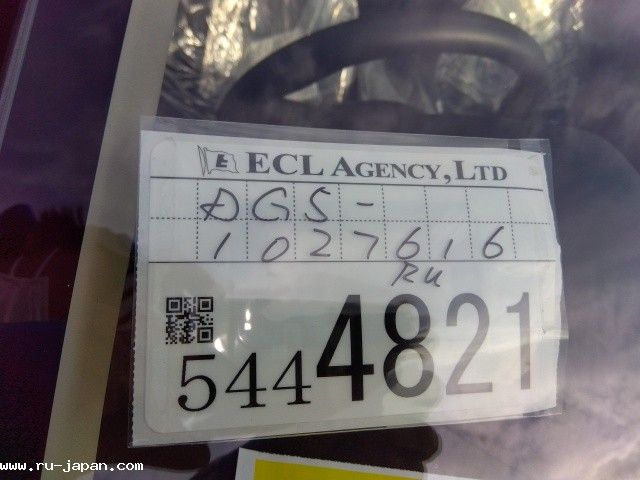 E ECL AGENCY, LTD
DGS-
1027616
RU
5444821
www.ru-japan.com